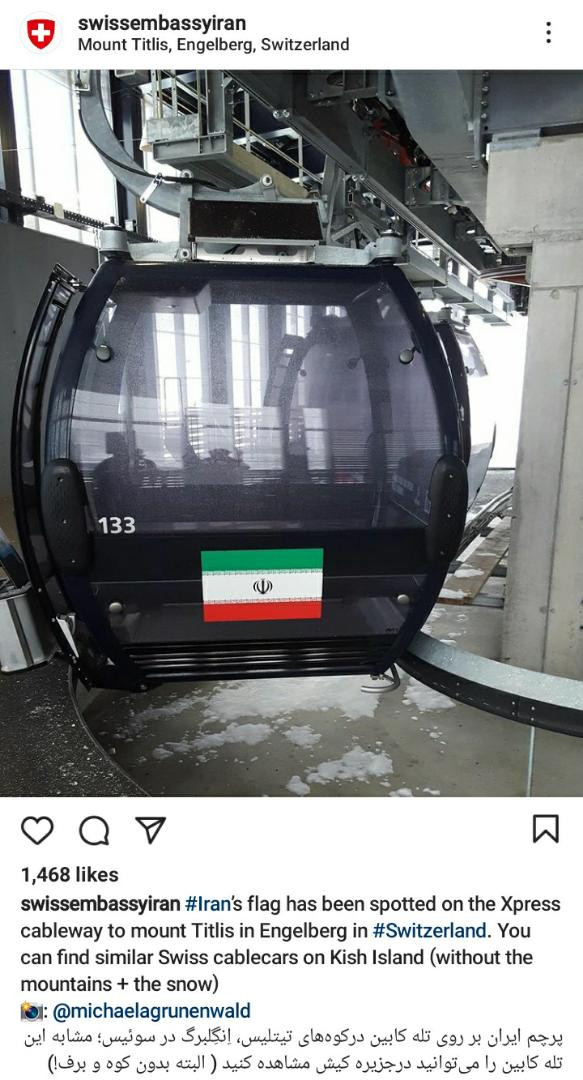 swissembassyiran
Mount Titlis, Engelberg, Switzerland
133
1,468 likes
swissembassyiran #Iran's flag has been spotted on the Xpress
cableway to mount Titlis in Engelberg in #Switzerland. You
can find similar Swiss cablecars on Kish Island (without the
mountains + the snow)
📸: @michaelagrunenwald
پرچم ایران بر روی تله کابین درکوه‌های تیتلیس، اِنگِلبرگ در سوئیس؛ مشابه این
تله کابین را می‌توانید درجزیره کیش مشاهده کنید ( البته بدون کوه و برف!)